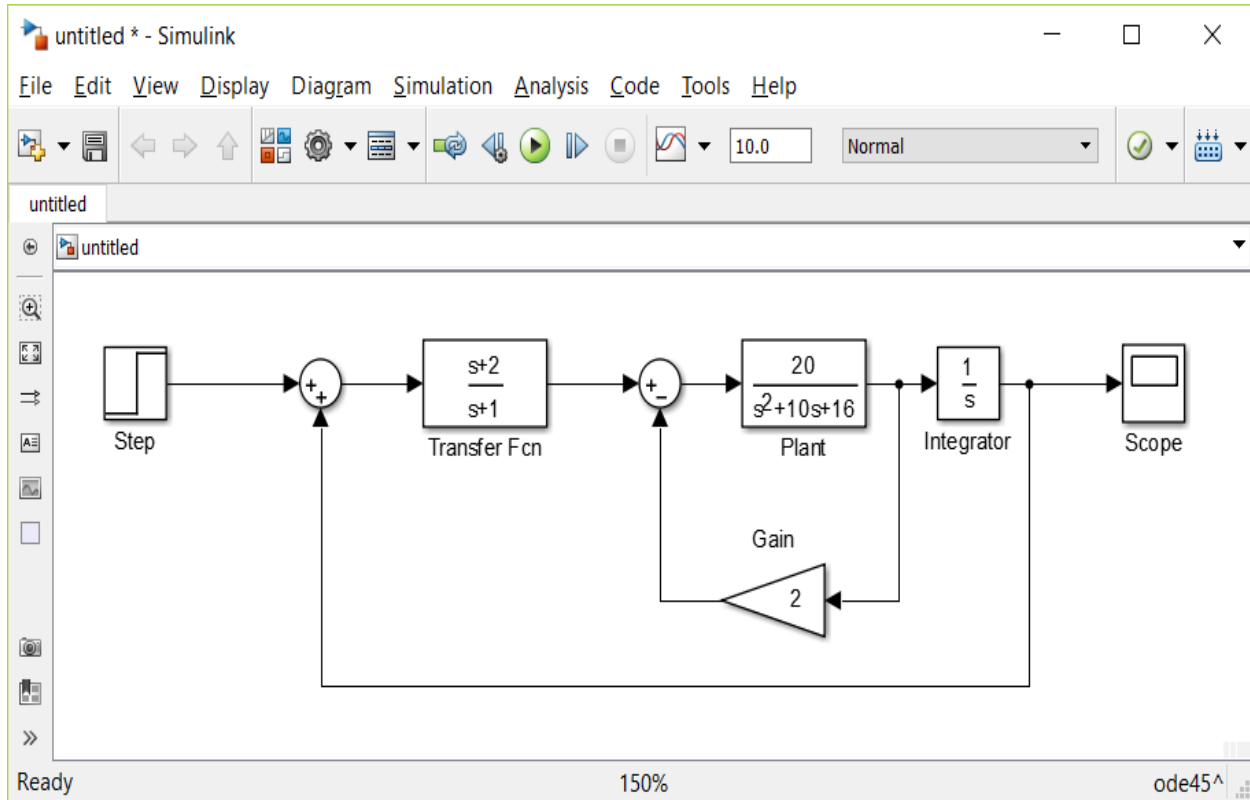 untitled * - Simulink
File Edit View Display Diagram Simulation Analysis Code Tools Help
10.0 Normal
untitled
untitled
Step
+
+
s+2
s+1
Transfer Fcn
+
−
20
s²+10s+16
Plant
1
s
Integrator
Scope
Gain
2
Ready 150% ode45^